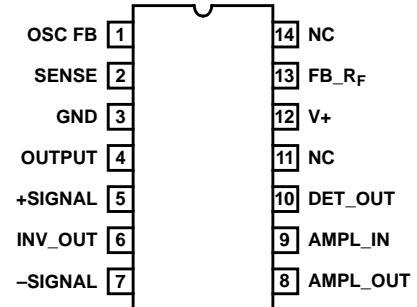 OSC FB 1 14 NC
SENSE 2 13 FB_RF
GND 3 12 V+
OUTPUT 4 11 NC
+SIGNAL 5 10 DET_OUT
INV_OUT 6 9 AMPL_IN
–SIGNAL 7 8 AMPL_OUT